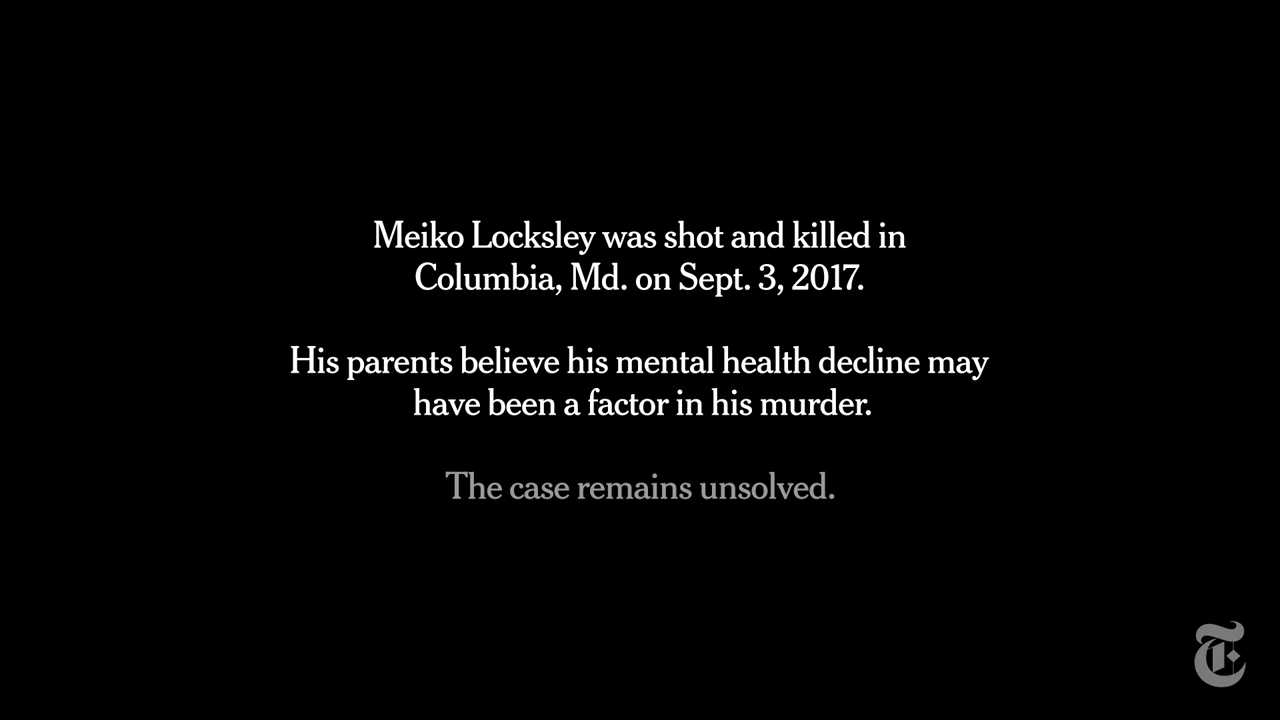 Meiko Locksley was shot and killed in
Columbia, Md. on Sept. 3, 2017.
His parents believe his mental health decline may
have been a factor in his murder.
The case remains unsolved.
T